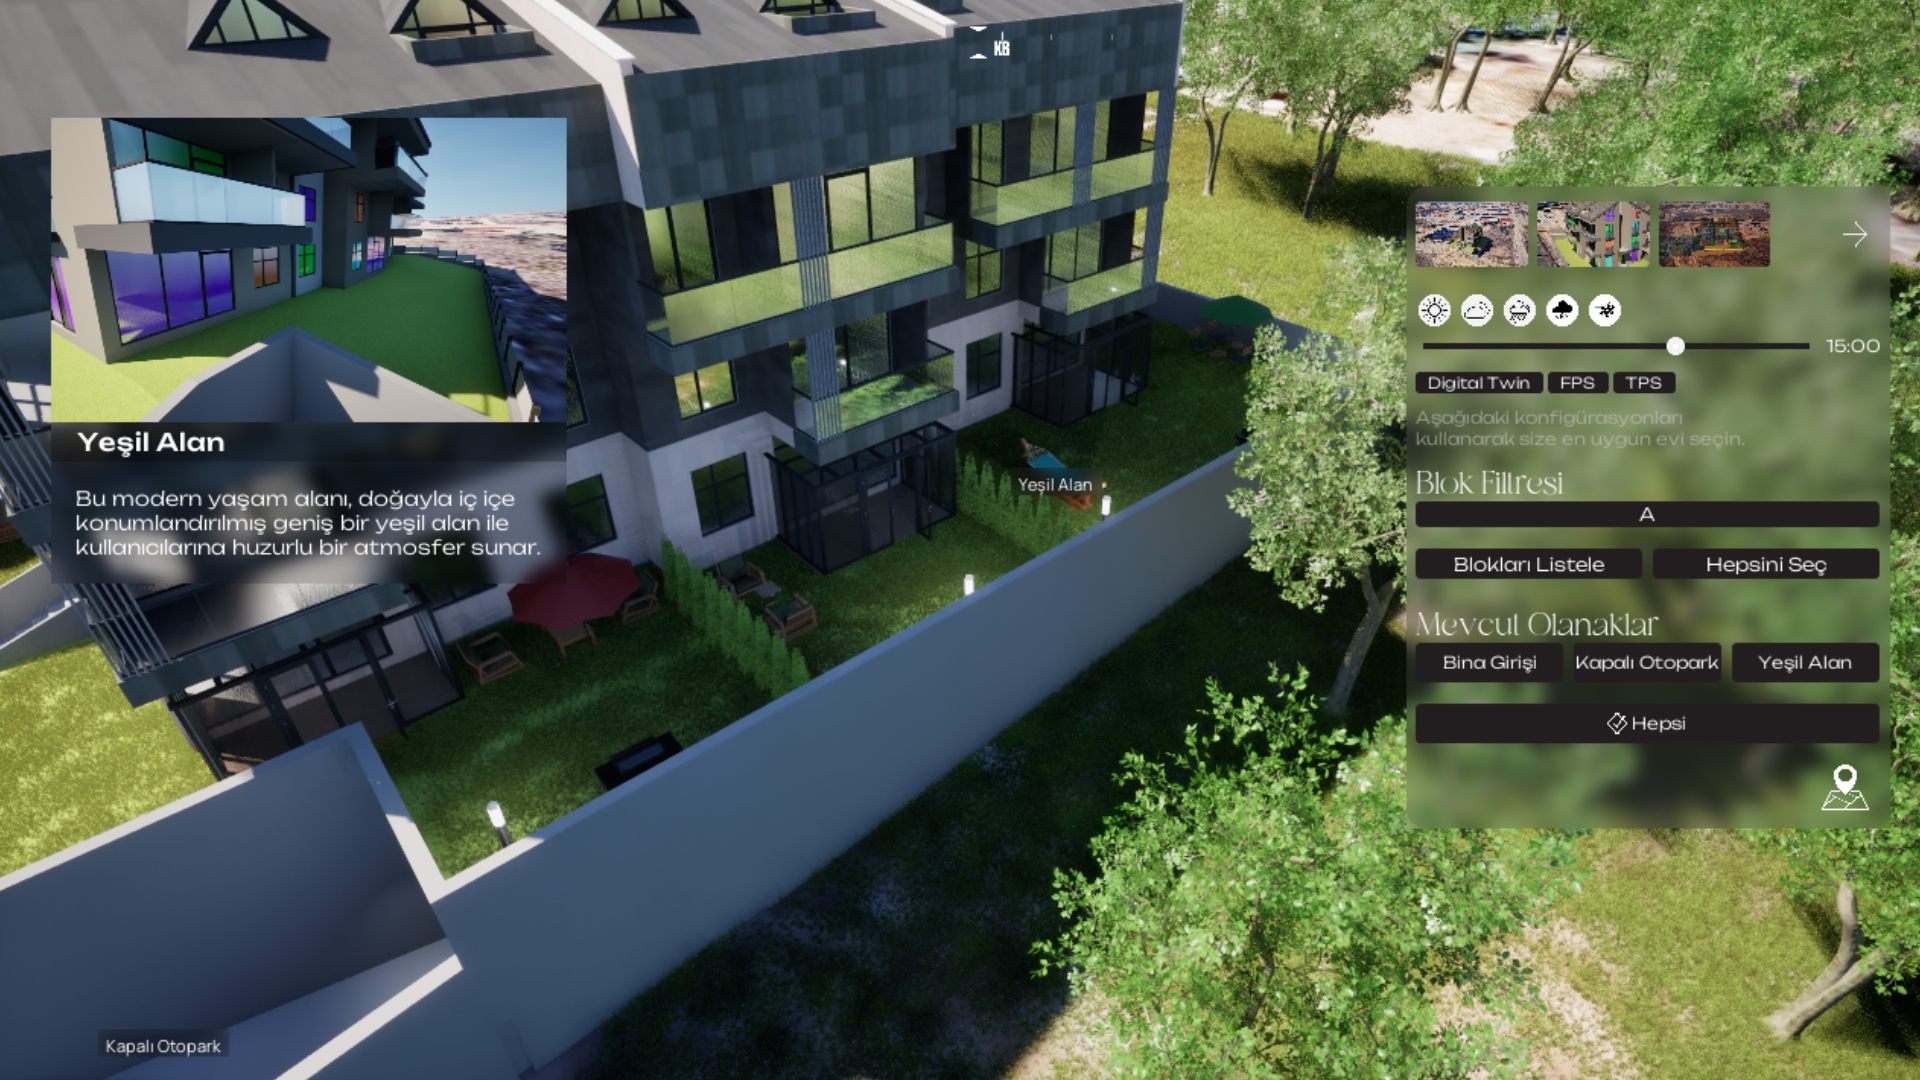 KB
Yeşil Alan
Bu modern yaşam alanı, doğayla iç içe
konumlandırılmış geniş bir yeşil alan ile
kullanıcılarına huzurlu bir atmosfer sunar.
Yeşil Alan
Kapalı Otopark
15:00
Digital Twin
FPS
TPS
Aşağıdaki konfigürasyonları
kullanarak size en uygun evi seçin.
Blok Filtresi
A
Blokları Listele
Hepsini Seç
Mevcut Olanaklar
Bina Girişi
Kapalı Otopark
Yeşil Alan
Hepsi